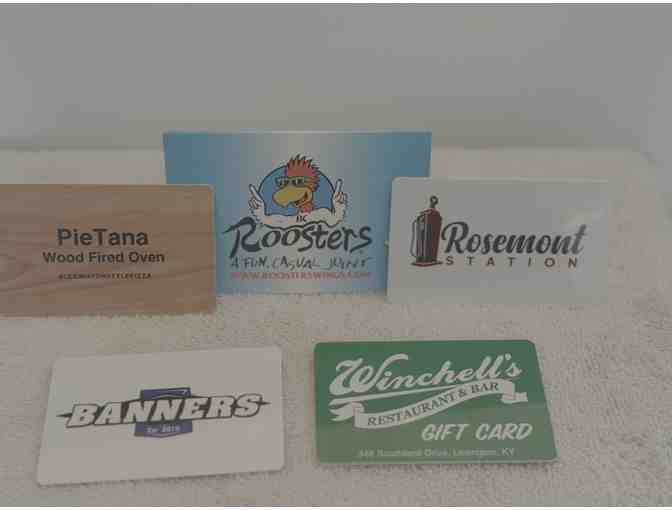 PieTana
Wood Fired Oven
#LEXINGTONSTYLEPIZZA
Roosters
A FUN, CASUAL JOINT
WWW.ROOSTERSWINGS.COM
Rosemont
STATION
BANNERS
Winchell's
RESTAURANT & BAR
GIFT CARD
348 Southland Drive, Lexington, KY